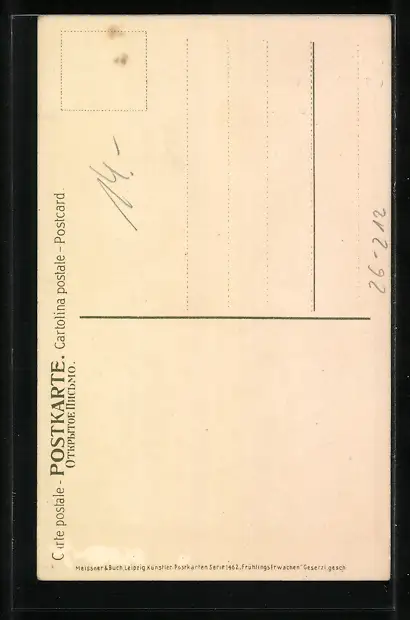 Carte postale - POSTKARTE. Cartolina postale - Postcard
Открытое Письмо.
14.-
26-212
Meissner & Buch, Leipzig Künstler-Postkarten Serie 1462 „Frühlingserwachen" Gesetzl. gesch.